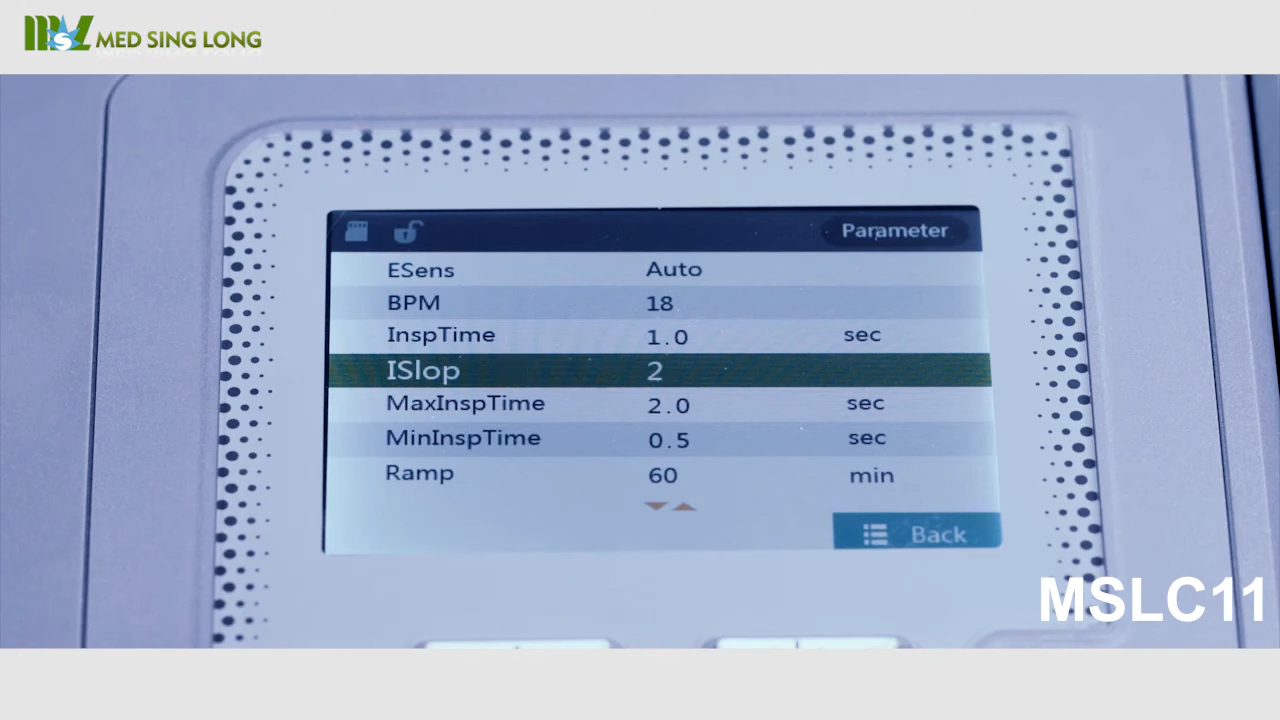 MSL MED SING LONG
Parameter
ESens Auto
BPM 18
InspTime 1.0 sec
ISlop 2
MaxInspTime 2.0 sec
MinInspTime 0.5 sec
Ramp 60 min
Back
MSLC11